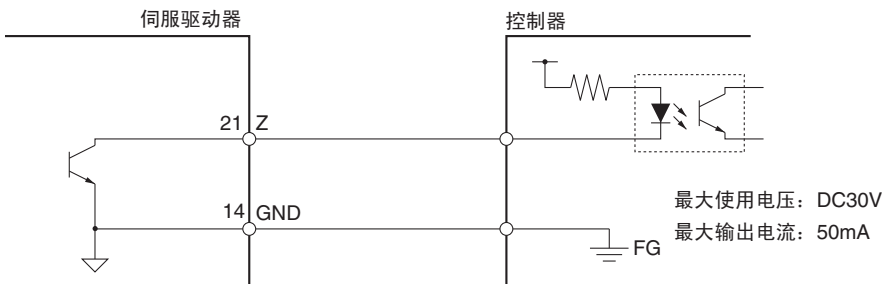 伺服驱动器
控制器
21 Z
14 GND
FG
最大使用电压：DC30V
最大输出电流：50mA